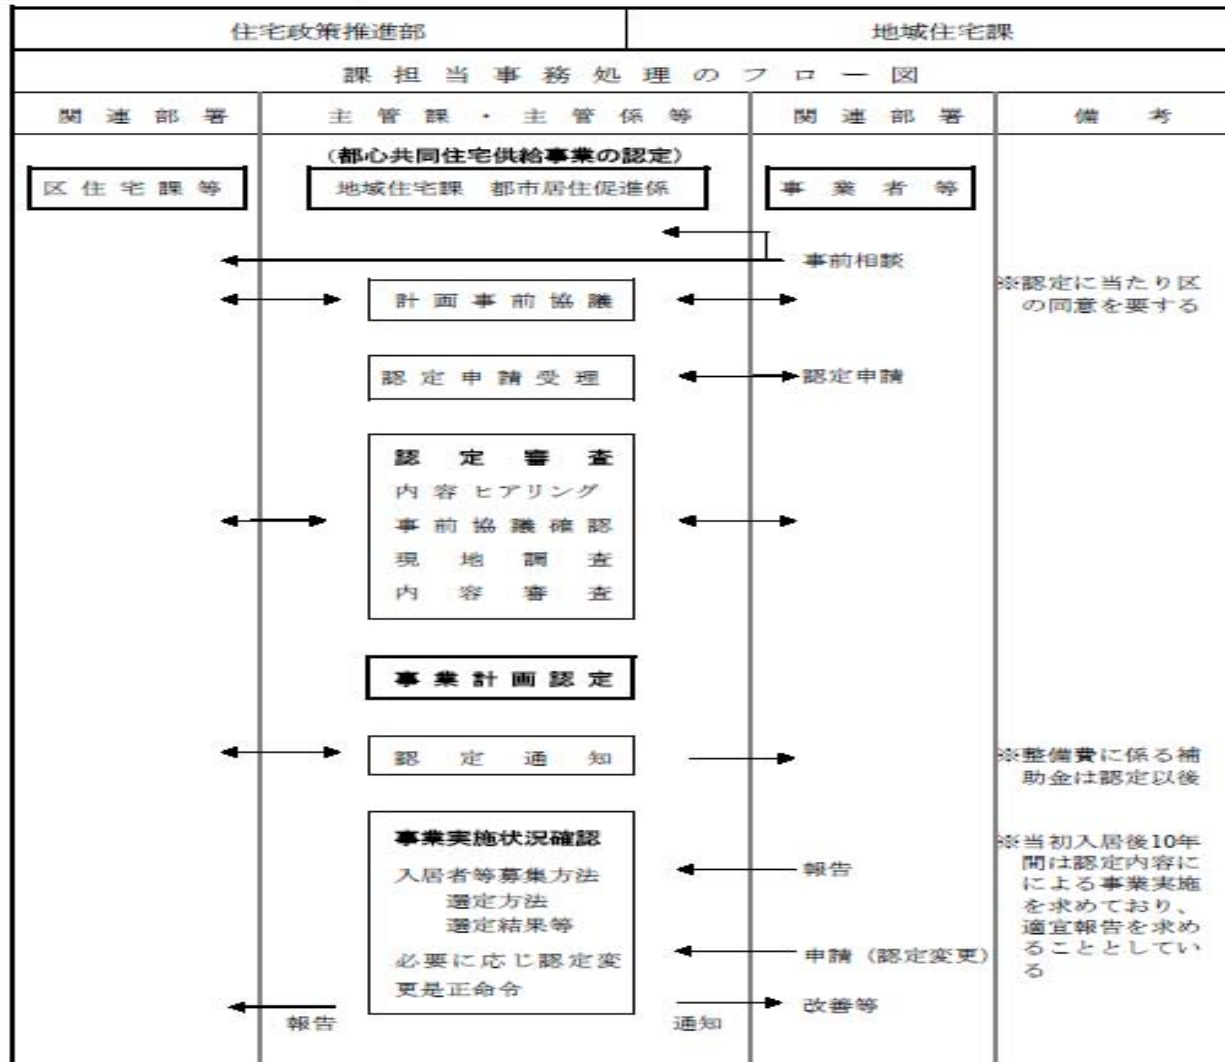 住宅政策推進部
地域住宅課
課担当事務処理のフロー図
関連部署
主管課・主管係等
関連部署
備考
(都心共同住宅供給事業の認定)
区住宅課等
地域住宅課 都市居住促進係
事業者等
事前相談
計画事前協議
※認定に当たり区
の同意を要する
認定申請受理
認定申請
認定審査
内容ヒアリング
事前協議確認
現地調査
内容審査
事業計画認定
認定通知
※整備費に係る補
助金は認定以後
事業実施状況確認
入居者等募集方法
選定方法
選定結果等
必要に応じ認定変
更是正命令
報告
申請（認定変更）
改善等
報告
通知
※当初入居後10年
間は認定内容に
による事業実施
を求めており、
適宜報告を求め
ることとしてい
る